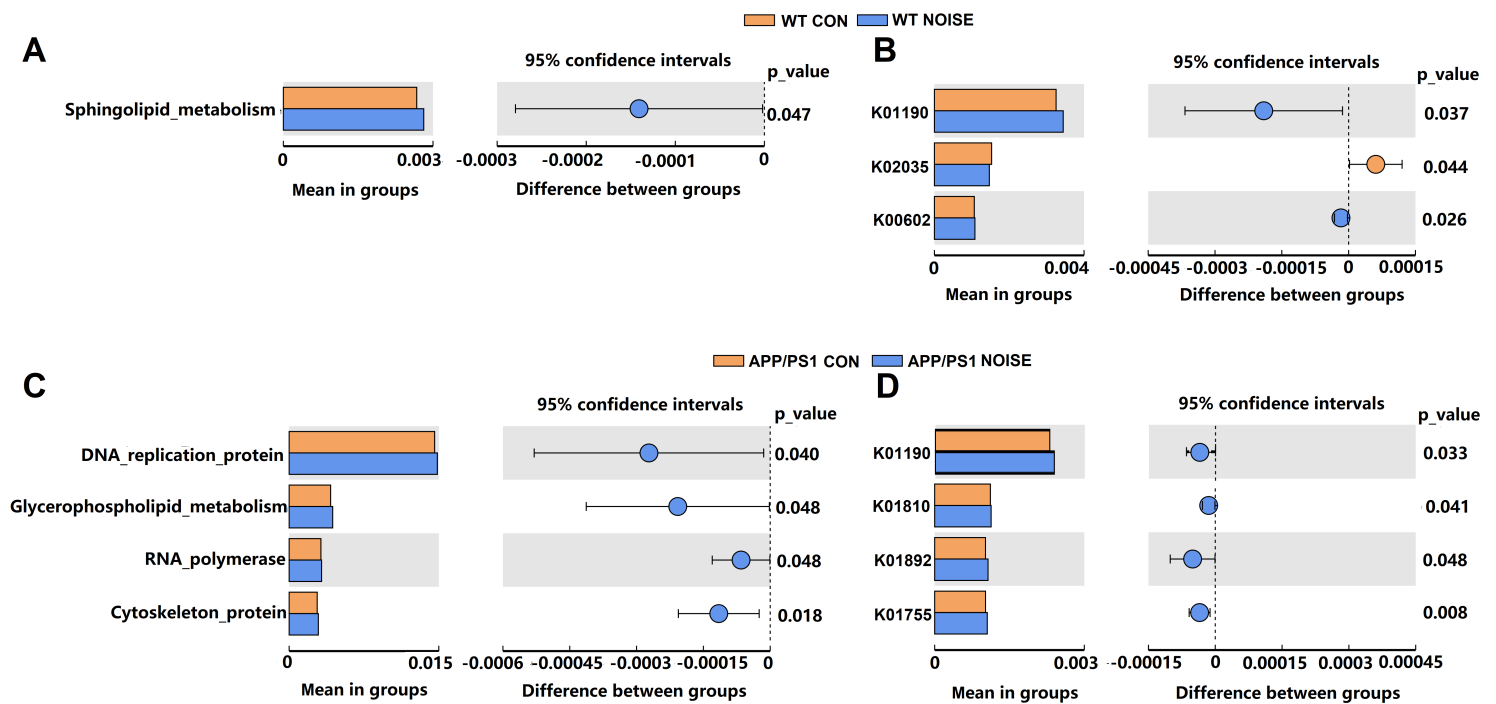 WT CON WT NOISE
A
95% confidence intervals
p_value
Sphingolipid_metabolism
0.047
0 0.003
-0.0003 -0.0002 -0.0001 0
Mean in groups
Difference between groups
B
95% confidence intervals
p_value
K01190
0.037
K02035
0.044
K00602
0.026
0 0.004
-0.00045 -0.0003 -0.00015 0 0.00015
Mean in groups
Difference between groups
APP/PS1 CON APP/PS1 NOISE
C
95% confidence intervals
p_value
DNA_replication_protein
0.040
Glycerophospholipid_metabolism
0.048
RNA_polymerase
0.048
Cytoskeleton_protein
0.018
0 0.015
-0.0006 -0.00045 -0.0003 -0.00015 0
Mean in groups
Difference between groups
D
95% confidence intervals
p_value
K01190
0.033
K01810
0.041
K01892
0.048
K01755
0.008
0 0.003
-0.00015 0 0.00015 0.0003 0.00045
Mean in groups
Difference between groups